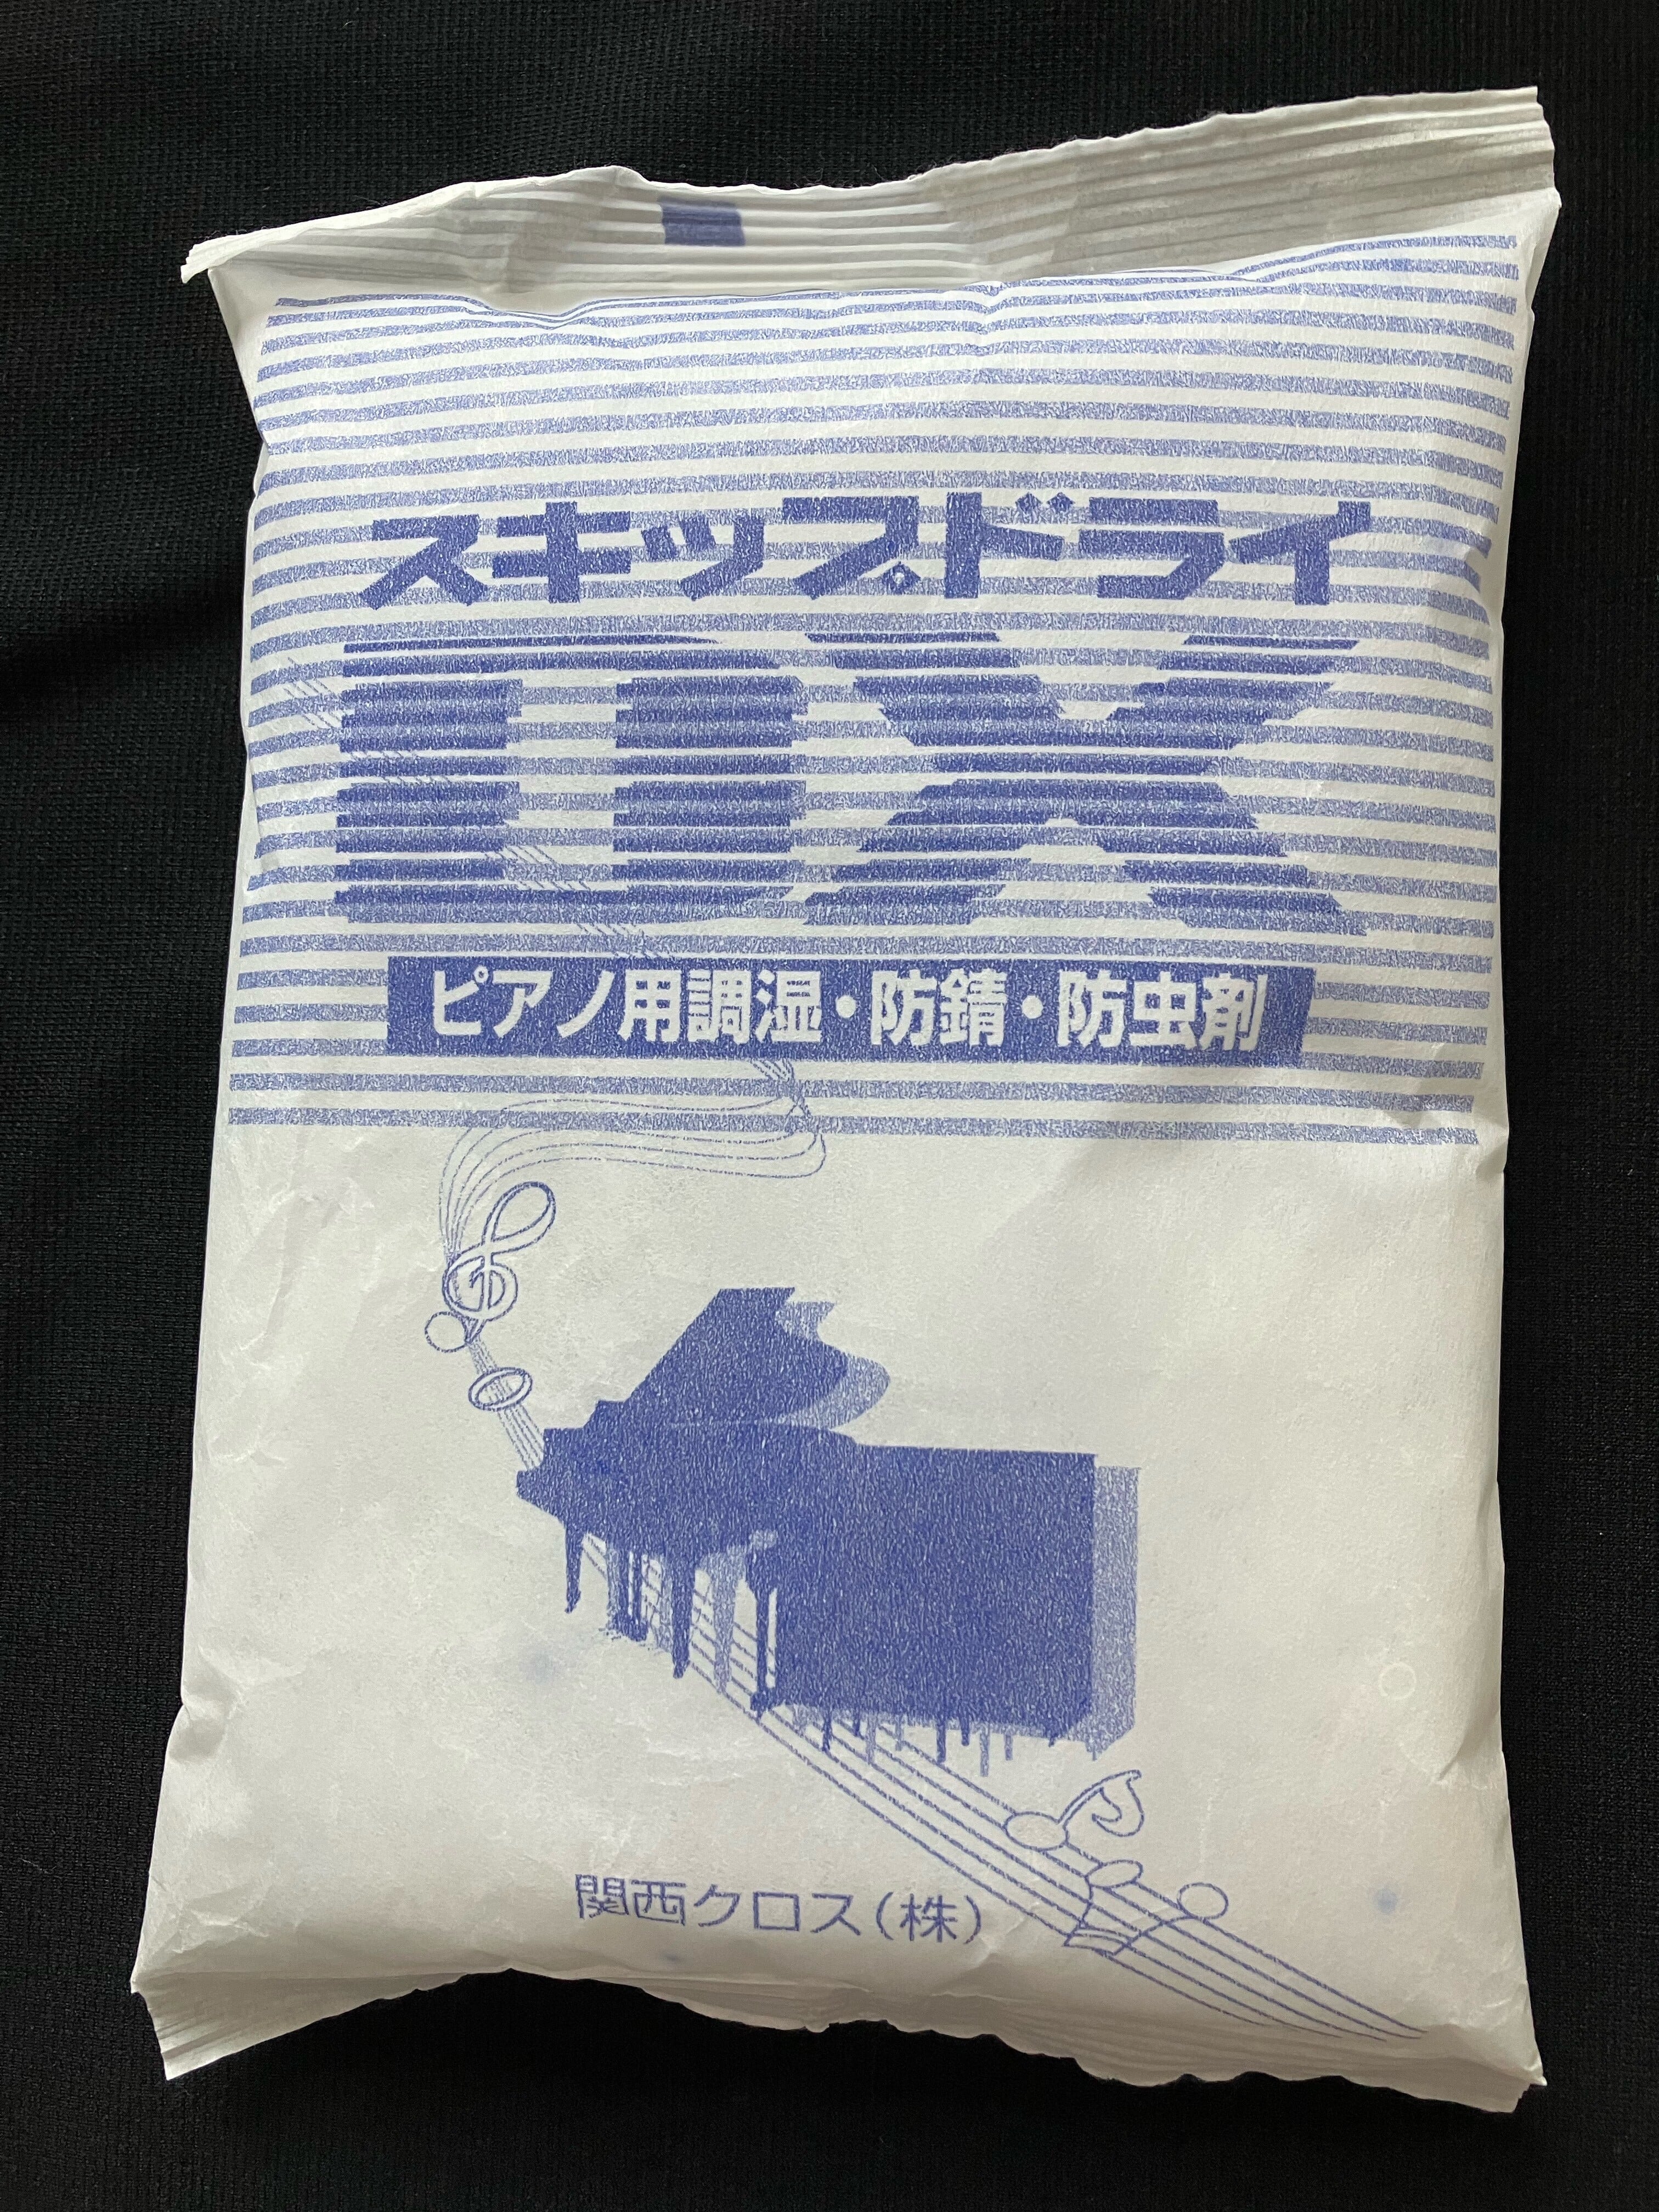 スキップドライ
DX
ピアノ用調湿・防錆・防虫剤
関西クロス(株)